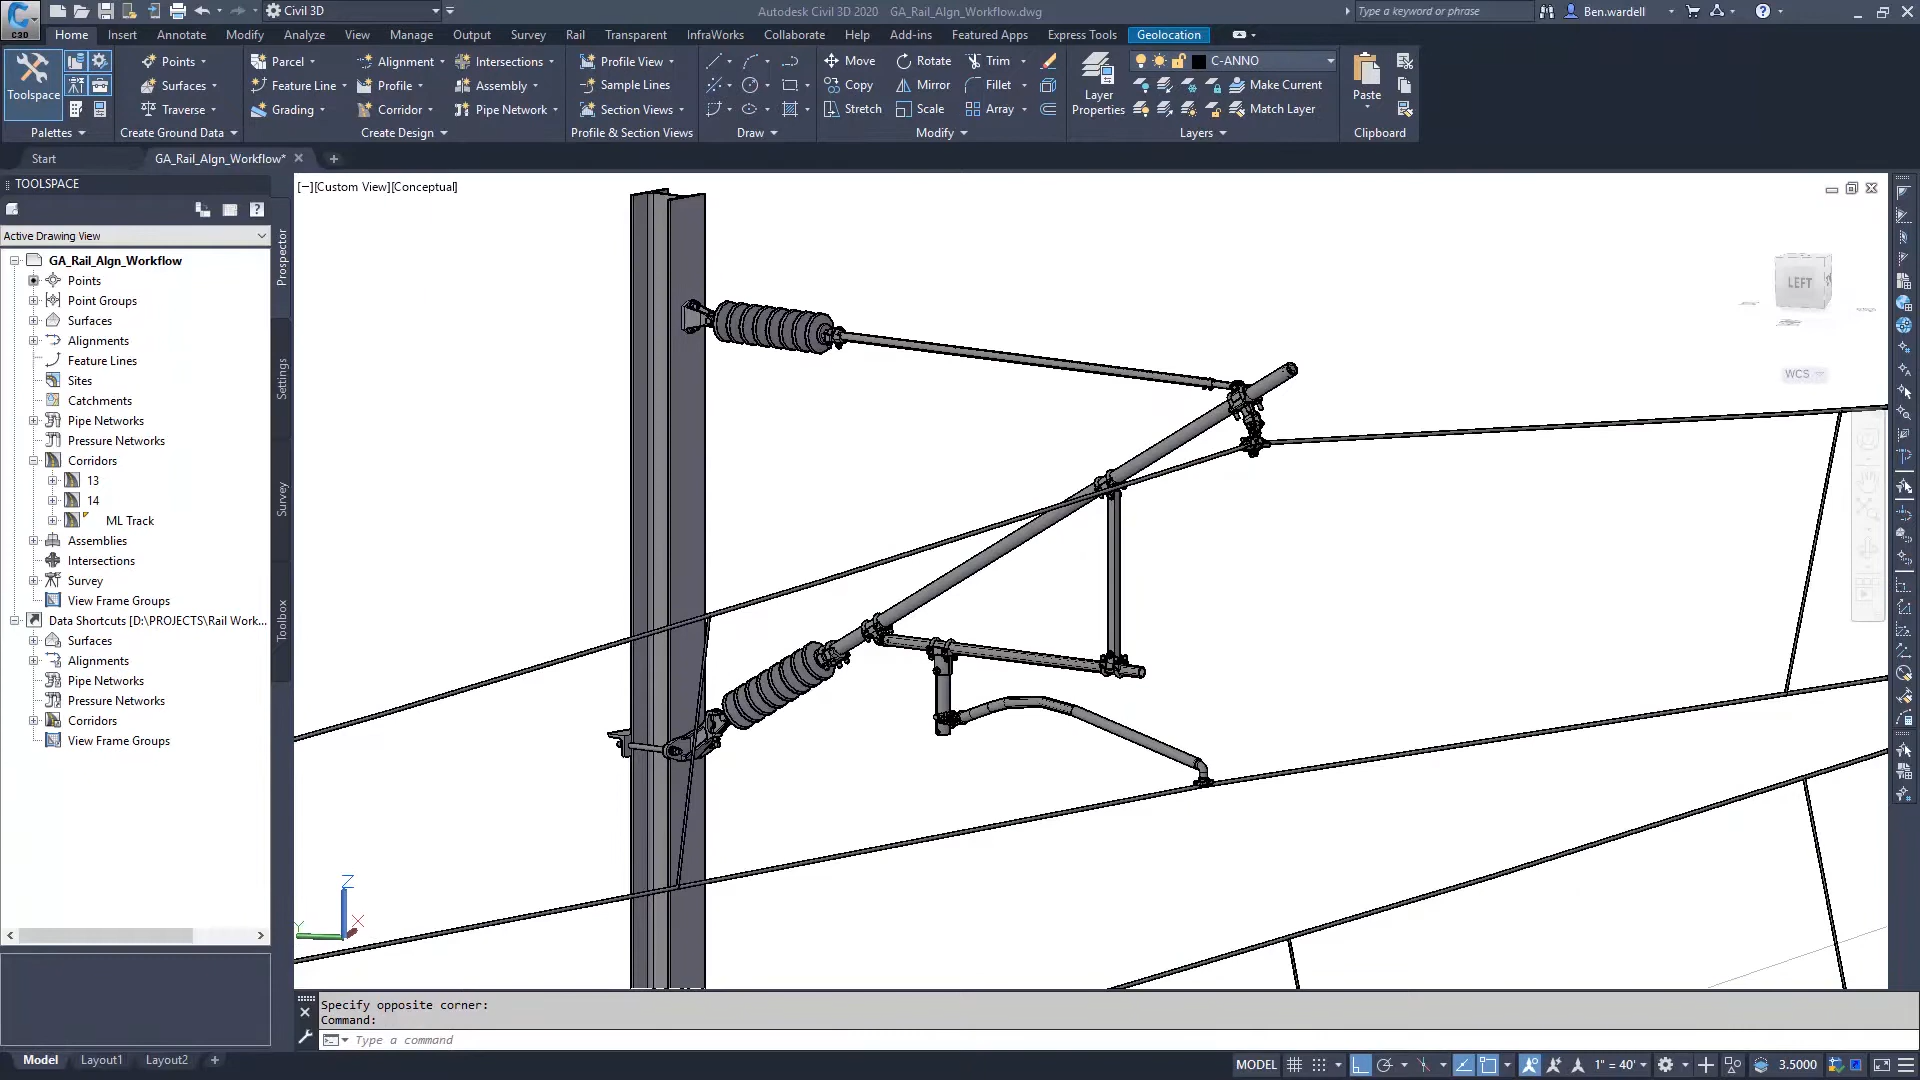 C3D
Civil 3D
Autodesk Civil 3D 2020 GA_Rail_Algn_Workflow.dwg
Type a keyword or phrase
Ben.wardell
Home Insert Annotate Modify Analyze View Manage Output Survey Rail Transparent InfraWorks Collaborate Help Add-ins Featured Apps Express Tools Geolocation
Points Parcel Alignment Intersections Profile View Move Rotate Trim C-ANNO
Toolspace Surfaces Feature Line Profile Assembly Sample Lines Copy Mirror Fillet Layer Properties Make Current Paste
Traverse Grading Corridor Pipe Network Section Views Stretch Scale Array Match Layer
Palettes Create Ground Data Create Design Profile & Section Views Draw Modify Layers Clipboard
Start GA_Rail_Algn_Workflow*
TOOLSPACE
[−][Custom View][Conceptual]
Active Drawing View
GA_Rail_Algn_Workflow
Points
Point Groups
Surfaces
Alignments
Feature Lines
Sites
Catchments
Pipe Networks
Pressure Networks
Corridors
13
14
ML Track
Assemblies
Intersections
Survey
View Frame Groups
Data Shortcuts [D:\PROJECTS\Rail Work...
Surfaces
Alignments
Pipe Networks
Pressure Networks
Corridors
View Frame Groups
Prospector
Settings
Survey
Toolbox
LEFT
WCS
Z
X
Y
Specify opposite corner:
Command:
Type a command
Model Layout1 Layout2
MODEL 1" = 40' 3.5000